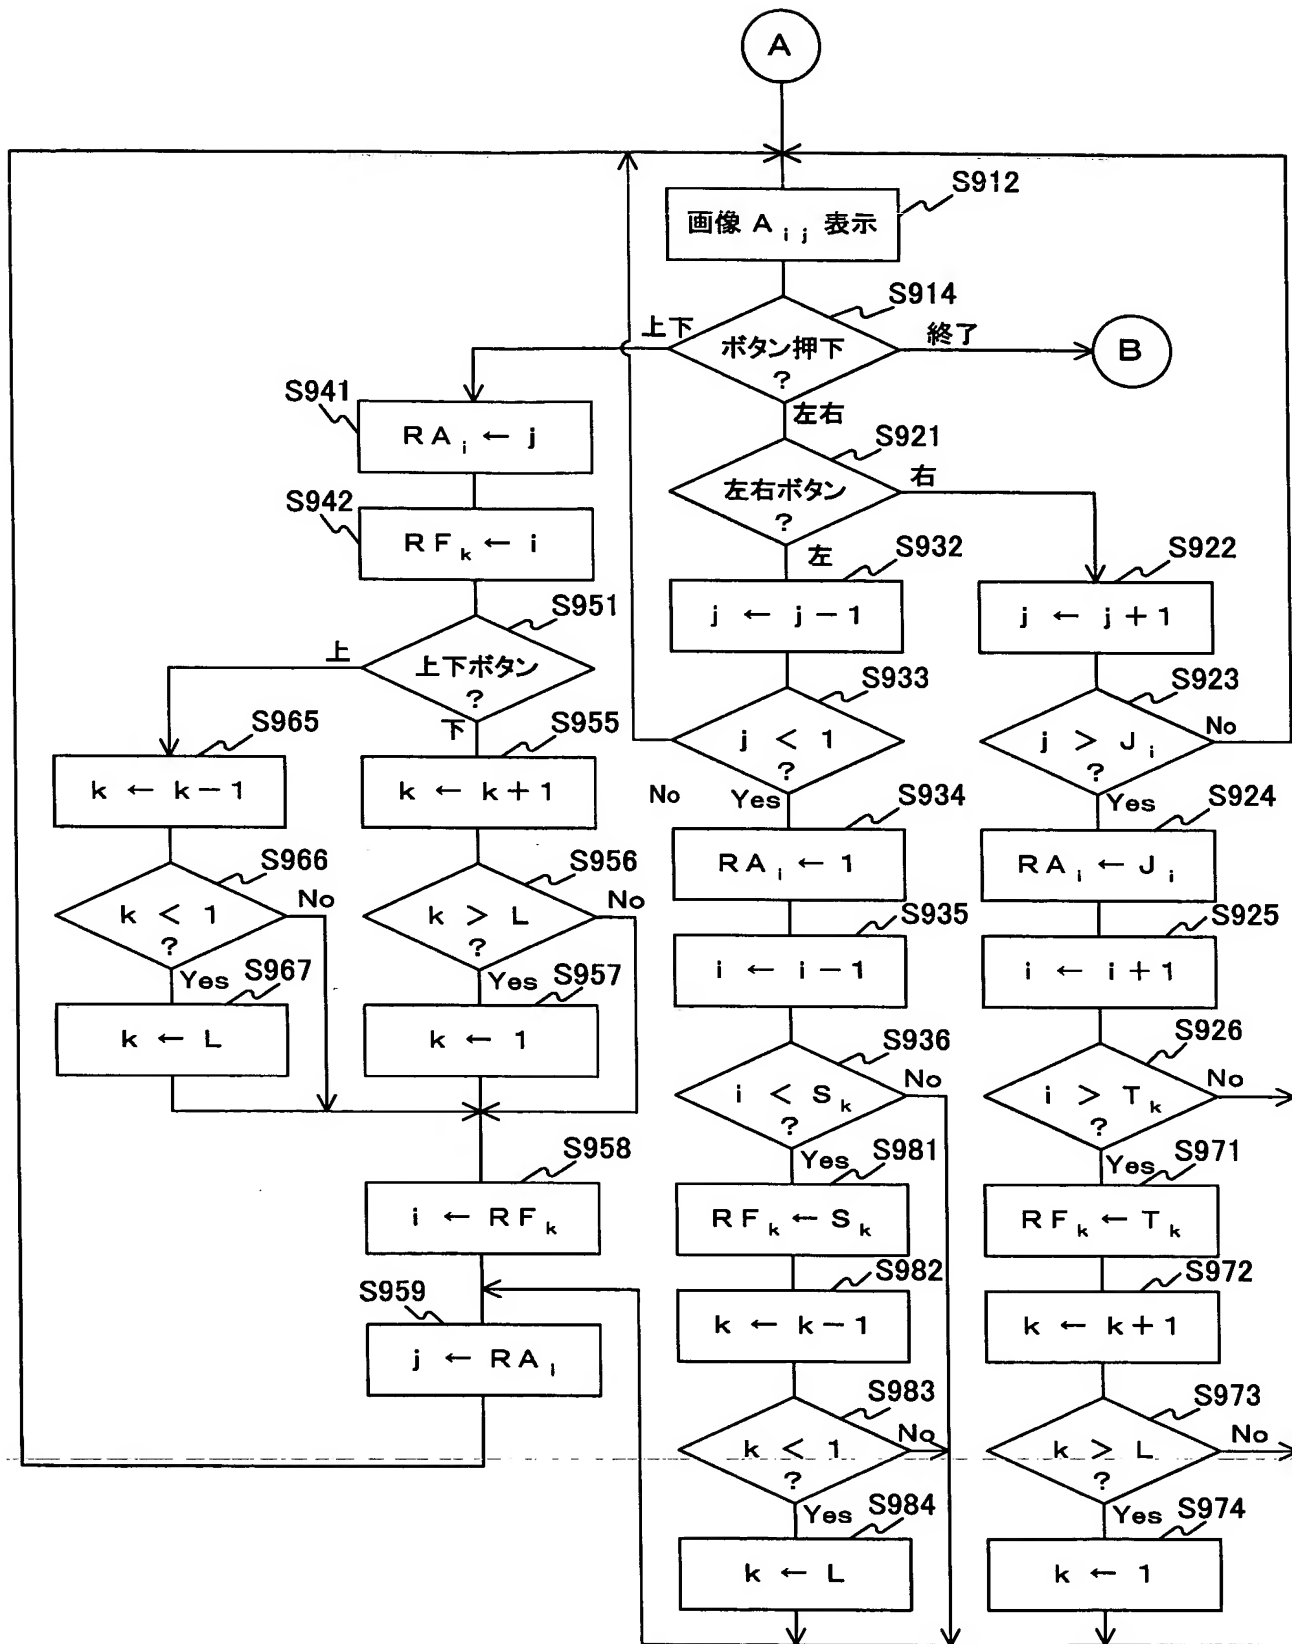 A
S912
画像 A i j 表示
S914
上下
ボタン押下
?
終了
B
左右
S941
RA i ← j
S921
左右ボタン
?
右
左
S942
RF k ← i
S932
j ← j-1
S922
j ← j+1
S951
上
上下ボタン
?
下
S933
j < 1
?
No
Yes
S923
j > J i
?
No
Yes
S965
k ← k-1
S955
k ← k+1
S934
RA i ← 1
S924
RA i ← J i
S966
k < 1
?
No
Yes
S956
k > L
?
No
Yes
S935
i ← i-1
S925
i ← i+1
S967
k ← L
S957
k ← 1
S936
i < S k
?
No
Yes
S926
i > T k
?
No
Yes
S958
i ← RF k
S981
RF k ← S k
S971
RF k ← T k
S959
j ← RA i
S982
k ← k-1
S972
k ← k+1
S983
k < 1
?
No
Yes
S973
k > L
?
No
Yes
S984
k ← L
S974
k ← 1